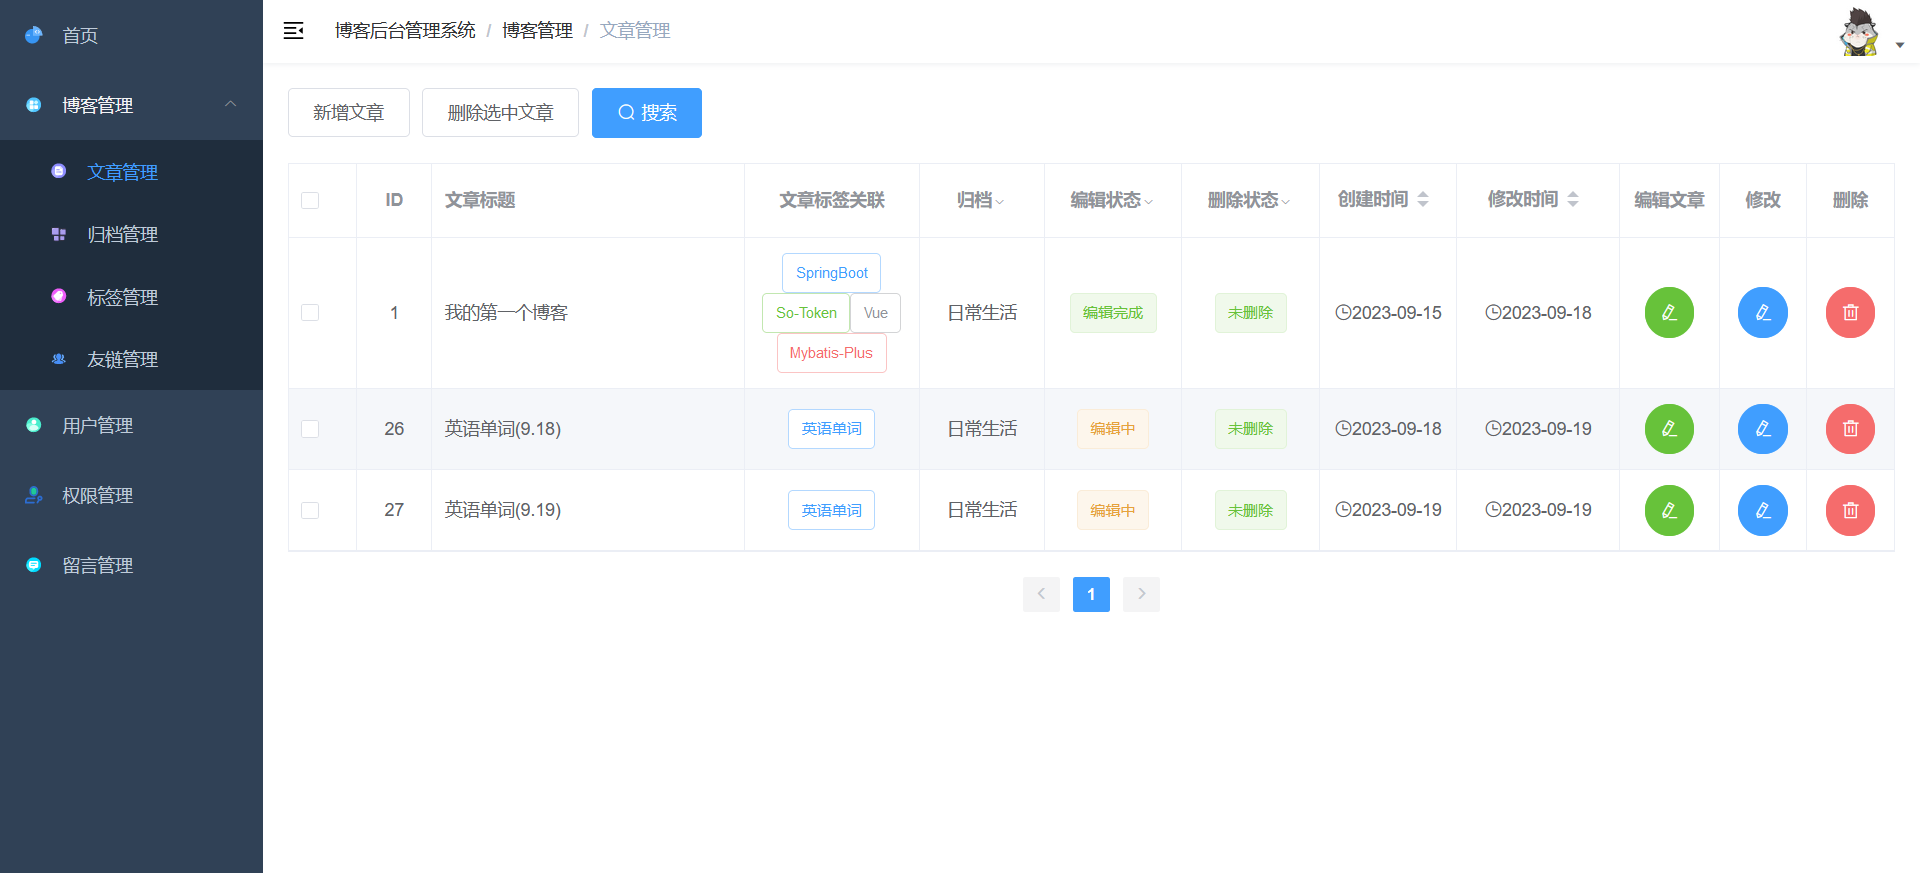 首页
博客管理
文章管理
归档管理
标签管理
友链管理
用户管理
权限管理
留言管理
博客后台管理系统 / 博客管理 / 文章管理
新增文章 删除选中文章 搜索
ID 文章标题 文章标签关联 归档 编辑状态 删除状态 创建时间 修改时间 编辑文章 修改 删除
SpringBoot
1 我的第一个博客 So-Token Vue 日常生活 编辑完成 未删除 2023-09-15 2023-09-18
Mybatis-Plus
26 英语单词(9.18) 英语单词 日常生活 编辑中 未删除 2023-09-18 2023-09-19
27 英语单词(9.19) 英语单词 日常生活 编辑中 未删除 2023-09-19 2023-09-19
1